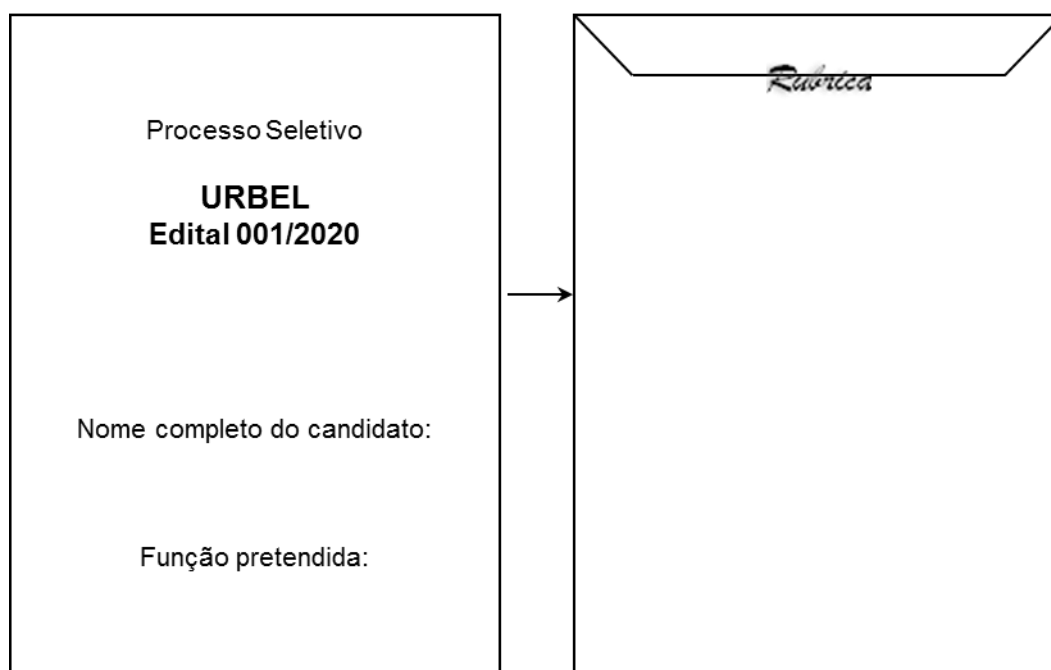 Processo Seletivo
URBEL
Edital 001/2020
Nome completo do candidato:
Função pretendida:
Rubrica